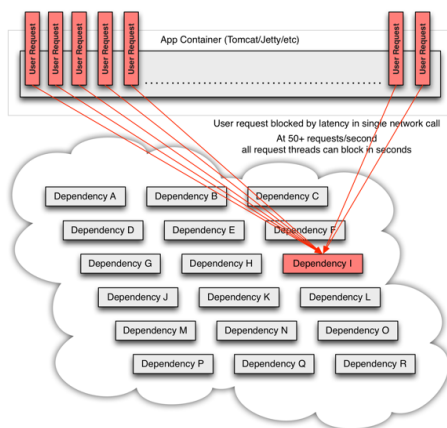 User Request
User Request
User Request
User Request
User Request
User Request
User Request
App Container (Tomcat/Jetty/etc)
User request blocked by latency in single network call
At 50+ requests/second
all request threads can block in seconds
Dependency A
Dependency B
Dependency C
Dependency D
Dependency E
Dependency F
Dependency G
Dependency H
Dependency I
Dependency J
Dependency K
Dependency L
Dependency M
Dependency N
Dependency O
Dependency P
Dependency Q
Dependency R